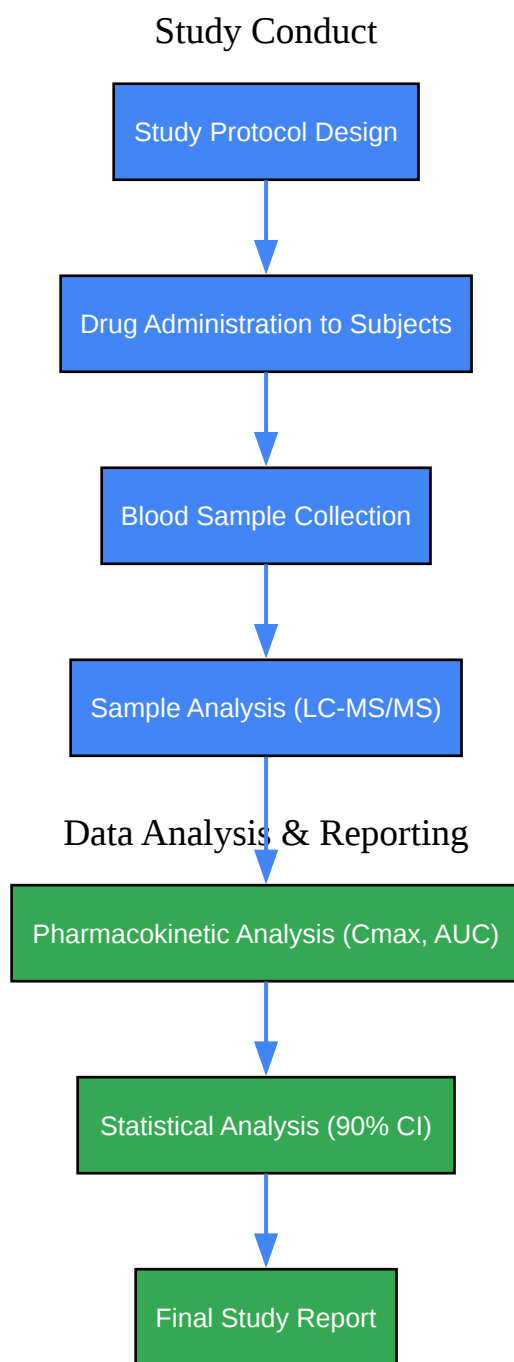 Study Conduct
Study Protocol Design
Drug Administration to Subjects
Blood Sample Collection
Sample Analysis (LC-MS/MS)
Data Analysis & Reporting
Pharmacokinetic Analysis (Cmax, AUC)
Statistical Analysis (90% CI)
Final Study Report